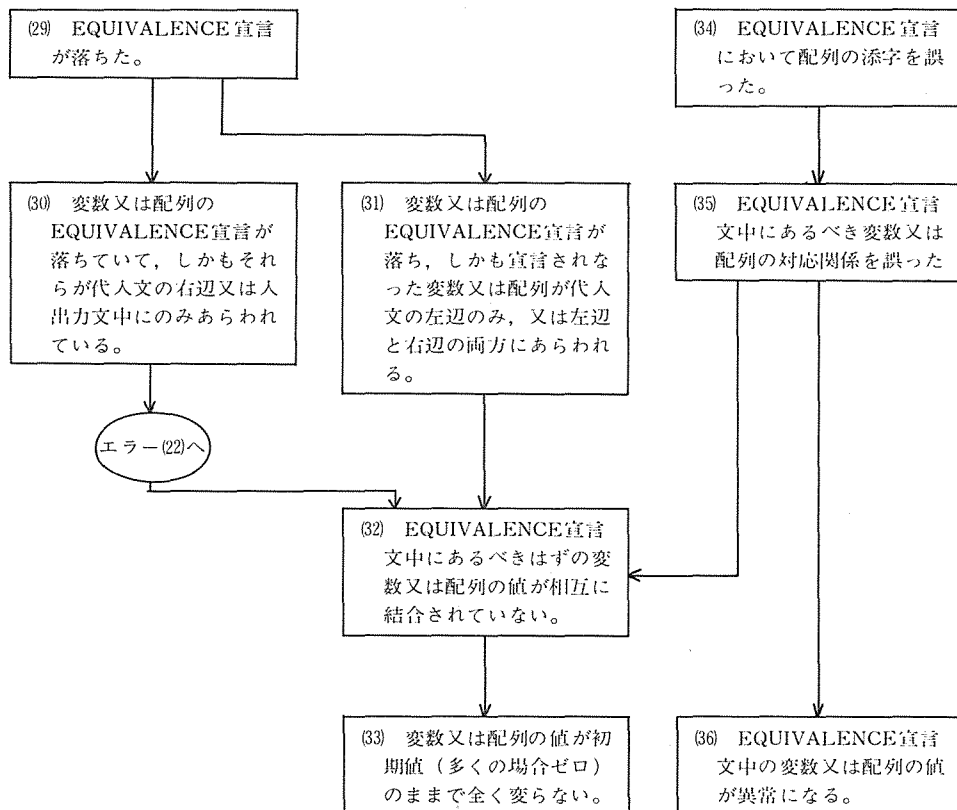 (29) EQUIVALENCE宣言
が落ちた。
(34) EQUIVALENCE宣言
において配列の添字を誤
った。
(30) 変数又は配列の
EQUIVALENCE宣言が
落ちていて，しかもそれ
らが代入文の右辺又は入
出力文中にのみあらわれ
ている。
(31) 変数又は配列の
EQUIVALENCE宣言が
落ち，しかも宣言されな
った変数又は配列が代入
文の左辺のみ，又は左辺
と右辺の両方にあらわれ
る。
(35) EQUIVALENCE宣言
文中にあるべき変数又は
配列の対応関係を誤った
エラー(22)へ
(32) EQUIVALENCE宣言
文中にあるべきはずの変
数又は配列の値が相互に
結合されていない。
(33) 変数又は配列の値が初
期値（多くの場合ゼロ）
のままで全く変らない。
(36) EQUIVALENCE宣言
文中の変数又は配列の値
が異常になる。